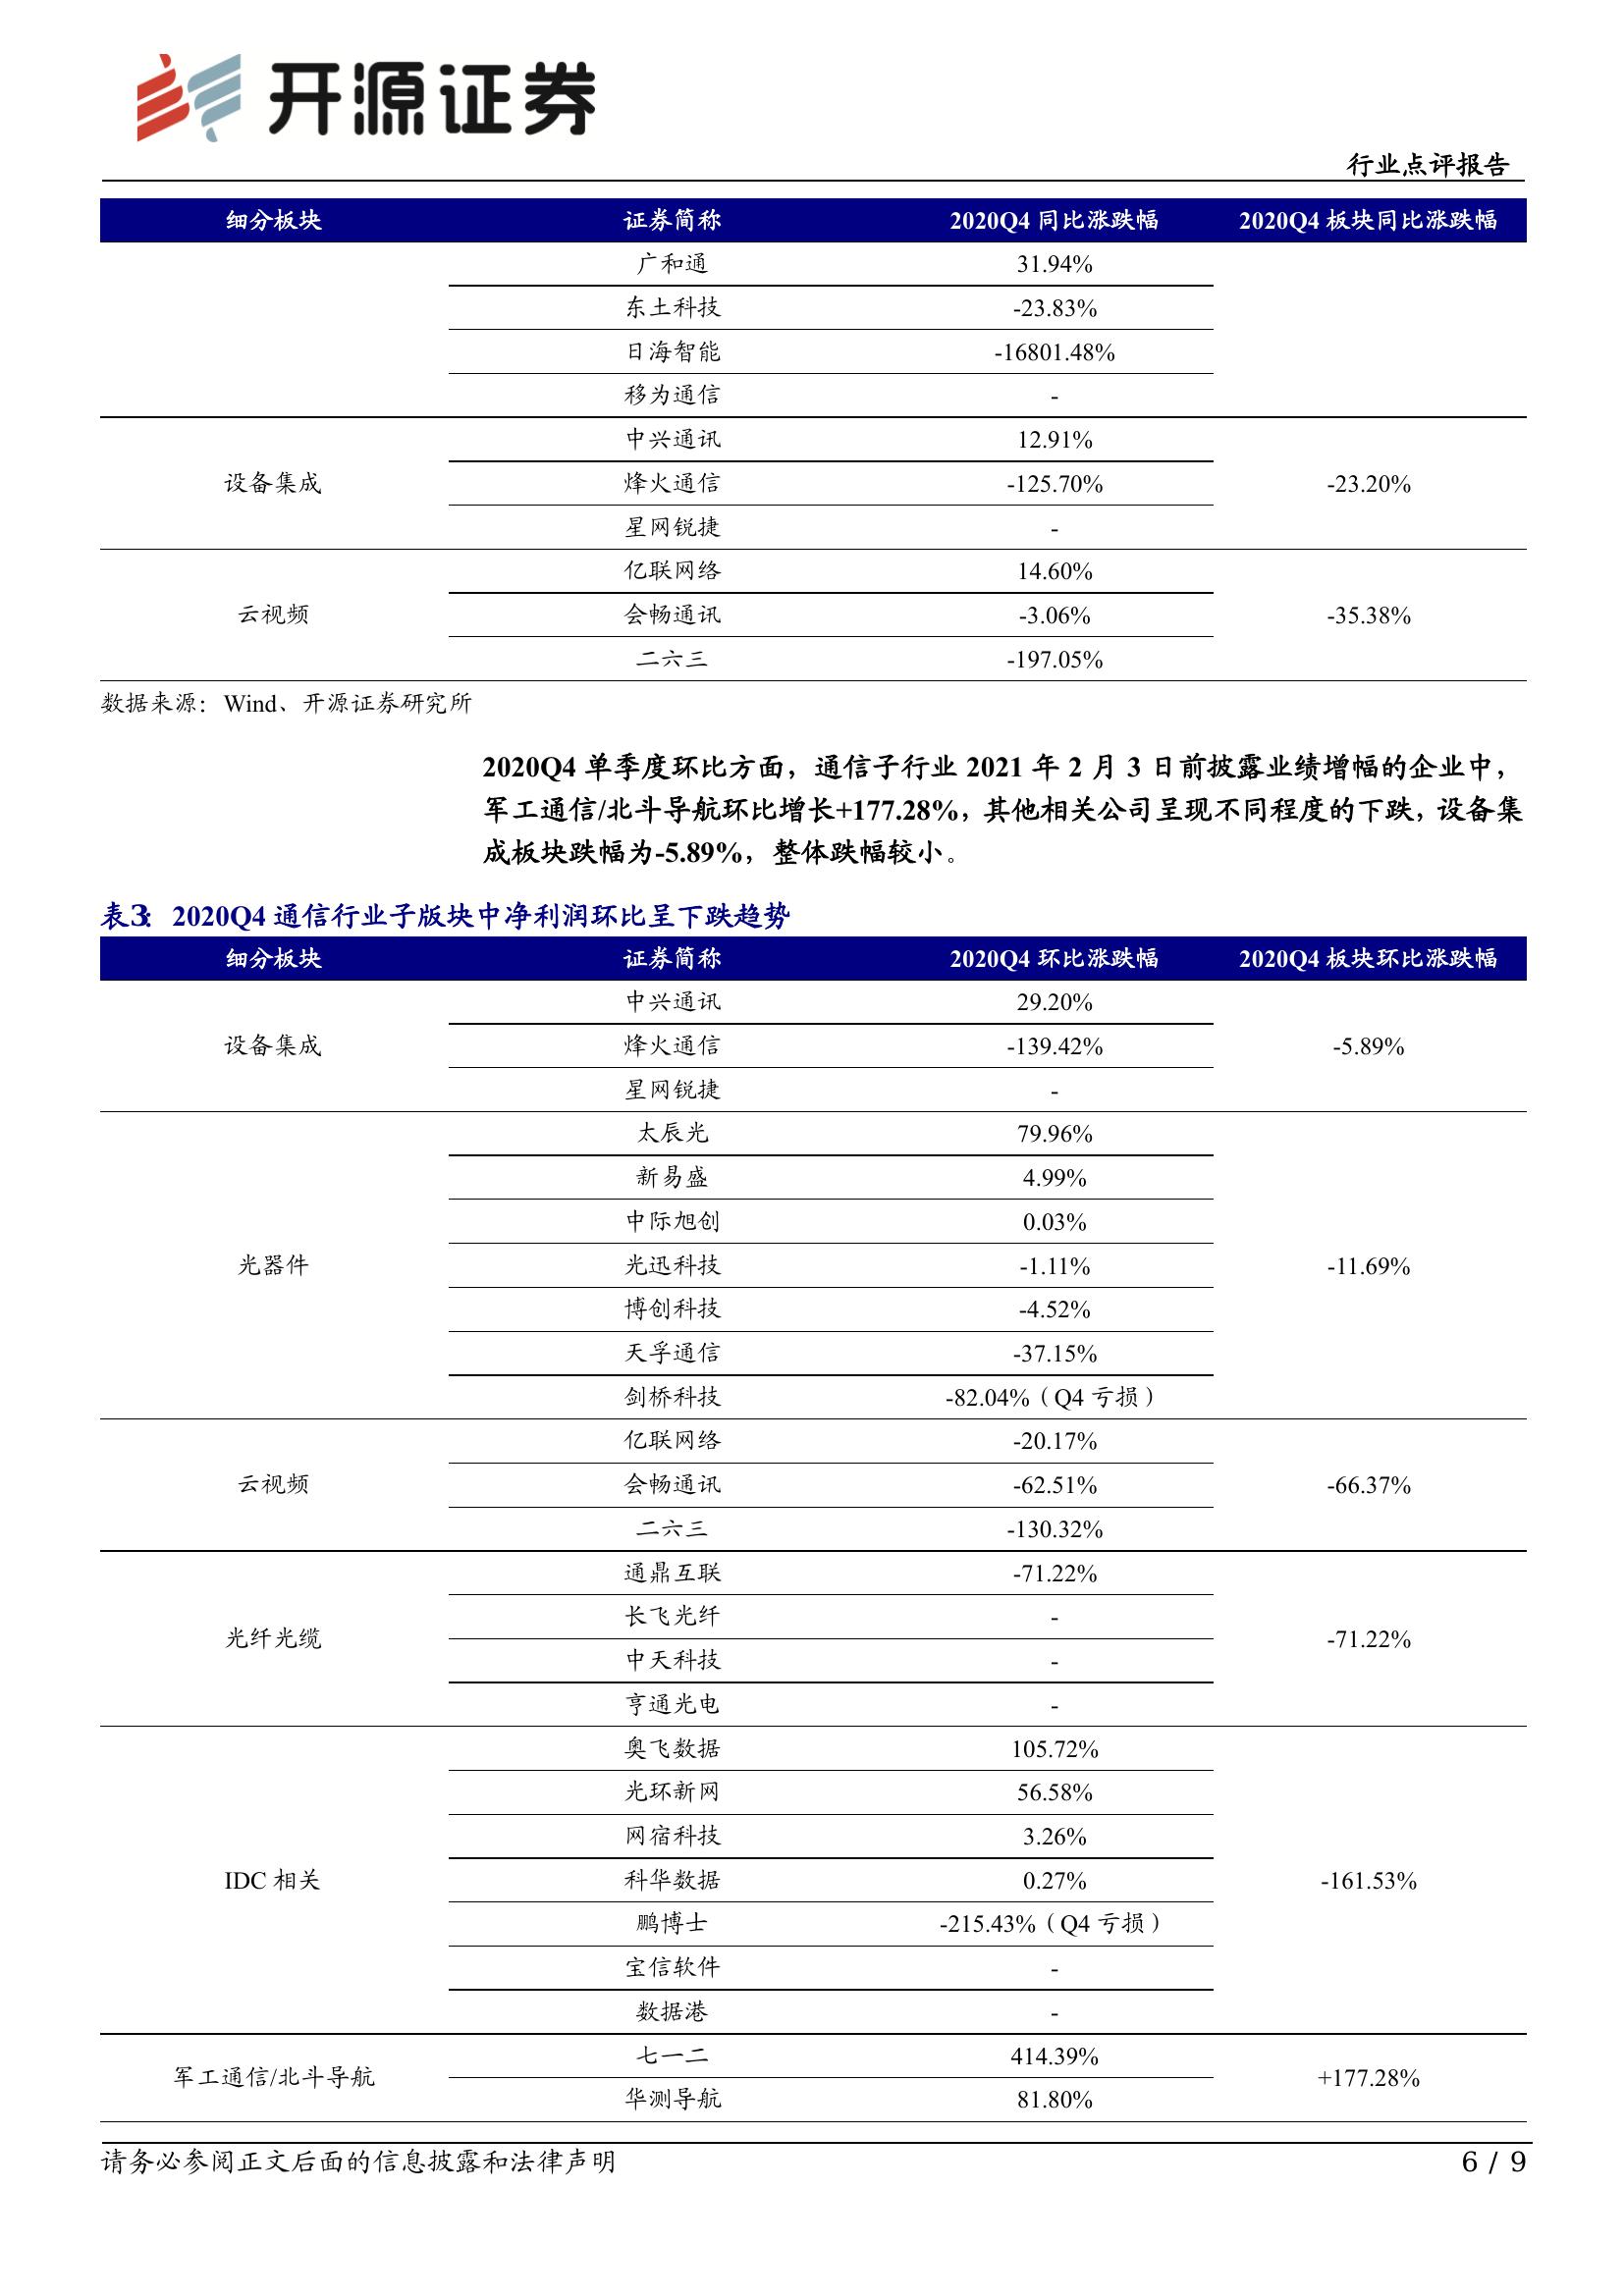 开源证券
行业点评报告
细分板块 证券简称 2020Q4 同比涨跌幅 2020Q4 板块同比涨跌幅
广和通 31.94%
东土科技 -23.83%
日海智能 -16801.48%
移为通信 -
中兴通讯 12.91%
设备集成 烽火通信 -125.70% -23.20%
星网锐捷 -
亿联网络 14.60%
云视频 会畅通讯 -3.06% -35.38%
二六三 -197.05%
数据来源：Wind、开源证券研究所
2020Q4 单季度环比方面，通信子行业 2021 年 2 月 3 日前披露业绩增幅的企业中，
军工通信/北斗导航环比增长+177.28%，其他相关公司呈现不同程度的下跌，设备集
成板块跌幅为-5.89%，整体跌幅较小。
表3： 2020Q4 通信行业子版块中净利润环比呈下跌趋势
细分板块 证券简称 2020Q4 环比涨跌幅 2020Q4 板块环比涨跌幅
中兴通讯 29.20%
设备集成 烽火通信 -139.42% -5.89%
星网锐捷 -
太辰光 79.96%
新易盛 4.99%
中际旭创 0.03%
光器件 光迅科技 -1.11% -11.69%
博创科技 -4.52%
天孚通信 -37.15%
剑桥科技 -82.04%（Q4 亏损）
亿联网络 -20.17%
云视频 会畅通讯 -62.51% -66.37%
二六三 -130.32%
通鼎互联 -71.22%
长飞光纤 -
光纤光缆 -71.22%
中天科技 -
亨通光电 -
奥飞数据 105.72%
光环新网 56.58%
网宿科技 3.26%
IDC 相关 科华数据 0.27% -161.53%
鹏博士 -215.43%（Q4 亏损）
宝信软件 -
数据港 -
七一二 414.39%
军工通信/北斗导航 +177.28%
华测导航 81.80%
请务必参阅正文后面的信息披露和法律声明 6 / 9